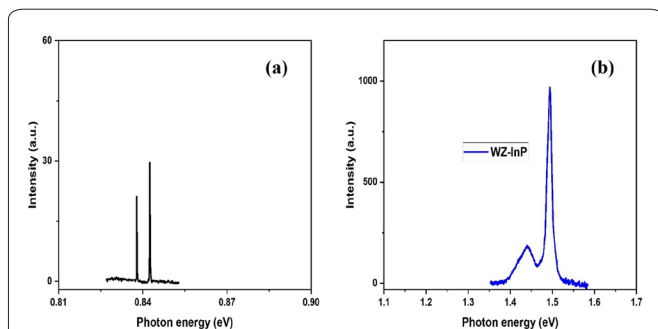 60
30
0
Intensity (a.u.)
(a)
0.81 0.84 0.87 0.90
Photon energy (eV)
1000
500
0
Intensity (a.u.)
(b)
WZ-InP
1.1 1.2 1.3 1.4 1.5 1.6 1.7
Photon energy (eV)